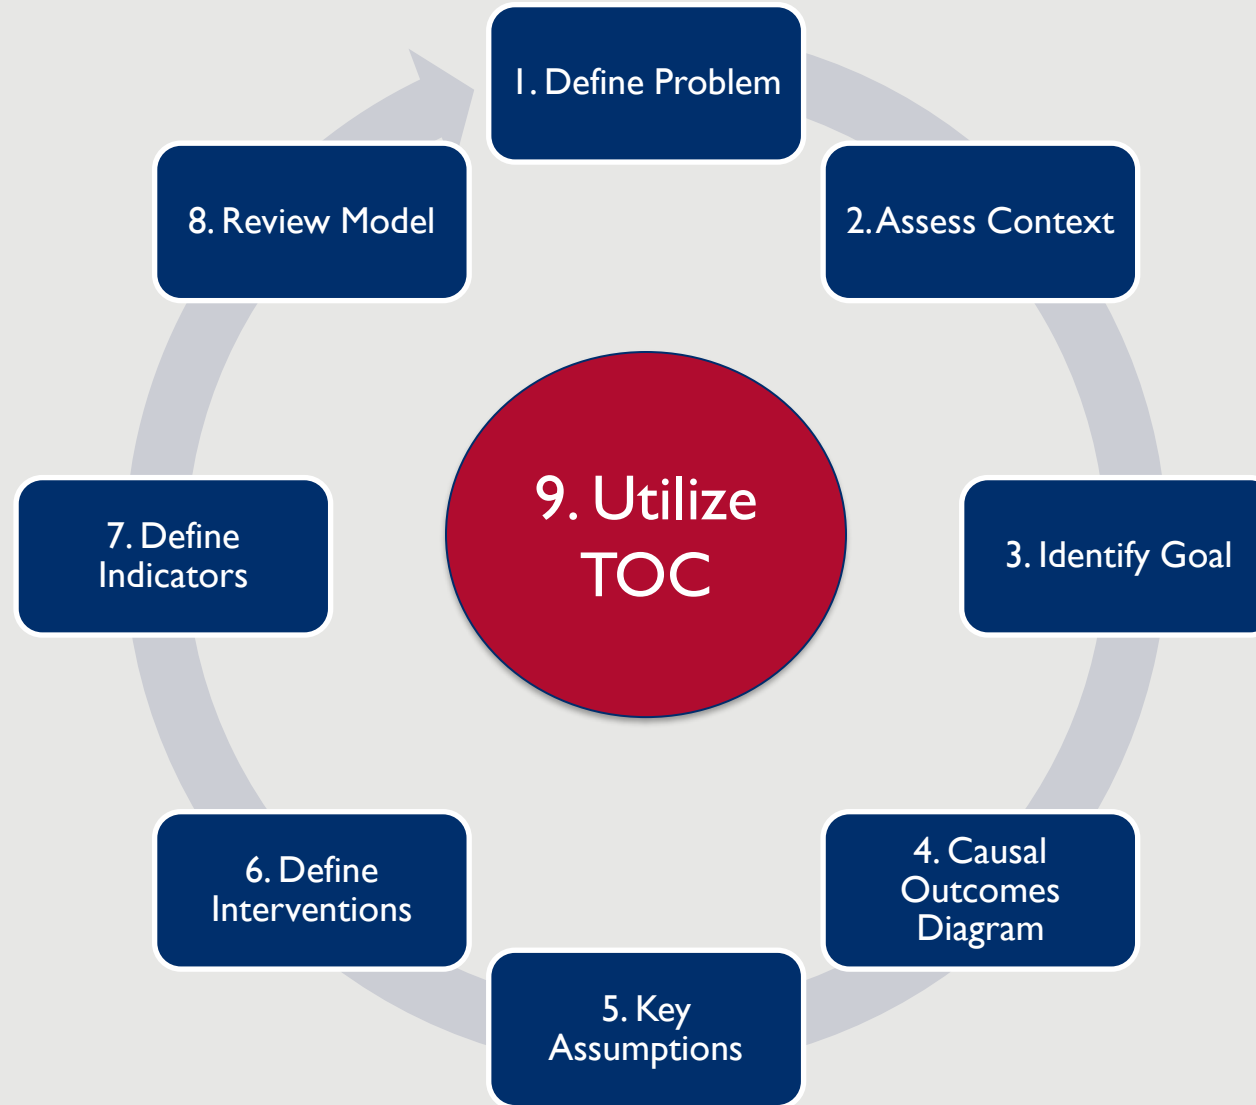 1. Define Problem
2. Assess Context
3. Identify Goal
4. Causal
Outcomes
Diagram
5. Key
Assumptions
6. Define
Interventions
7. Define
Indicators
8. Review Model
9. Utilize
TOC